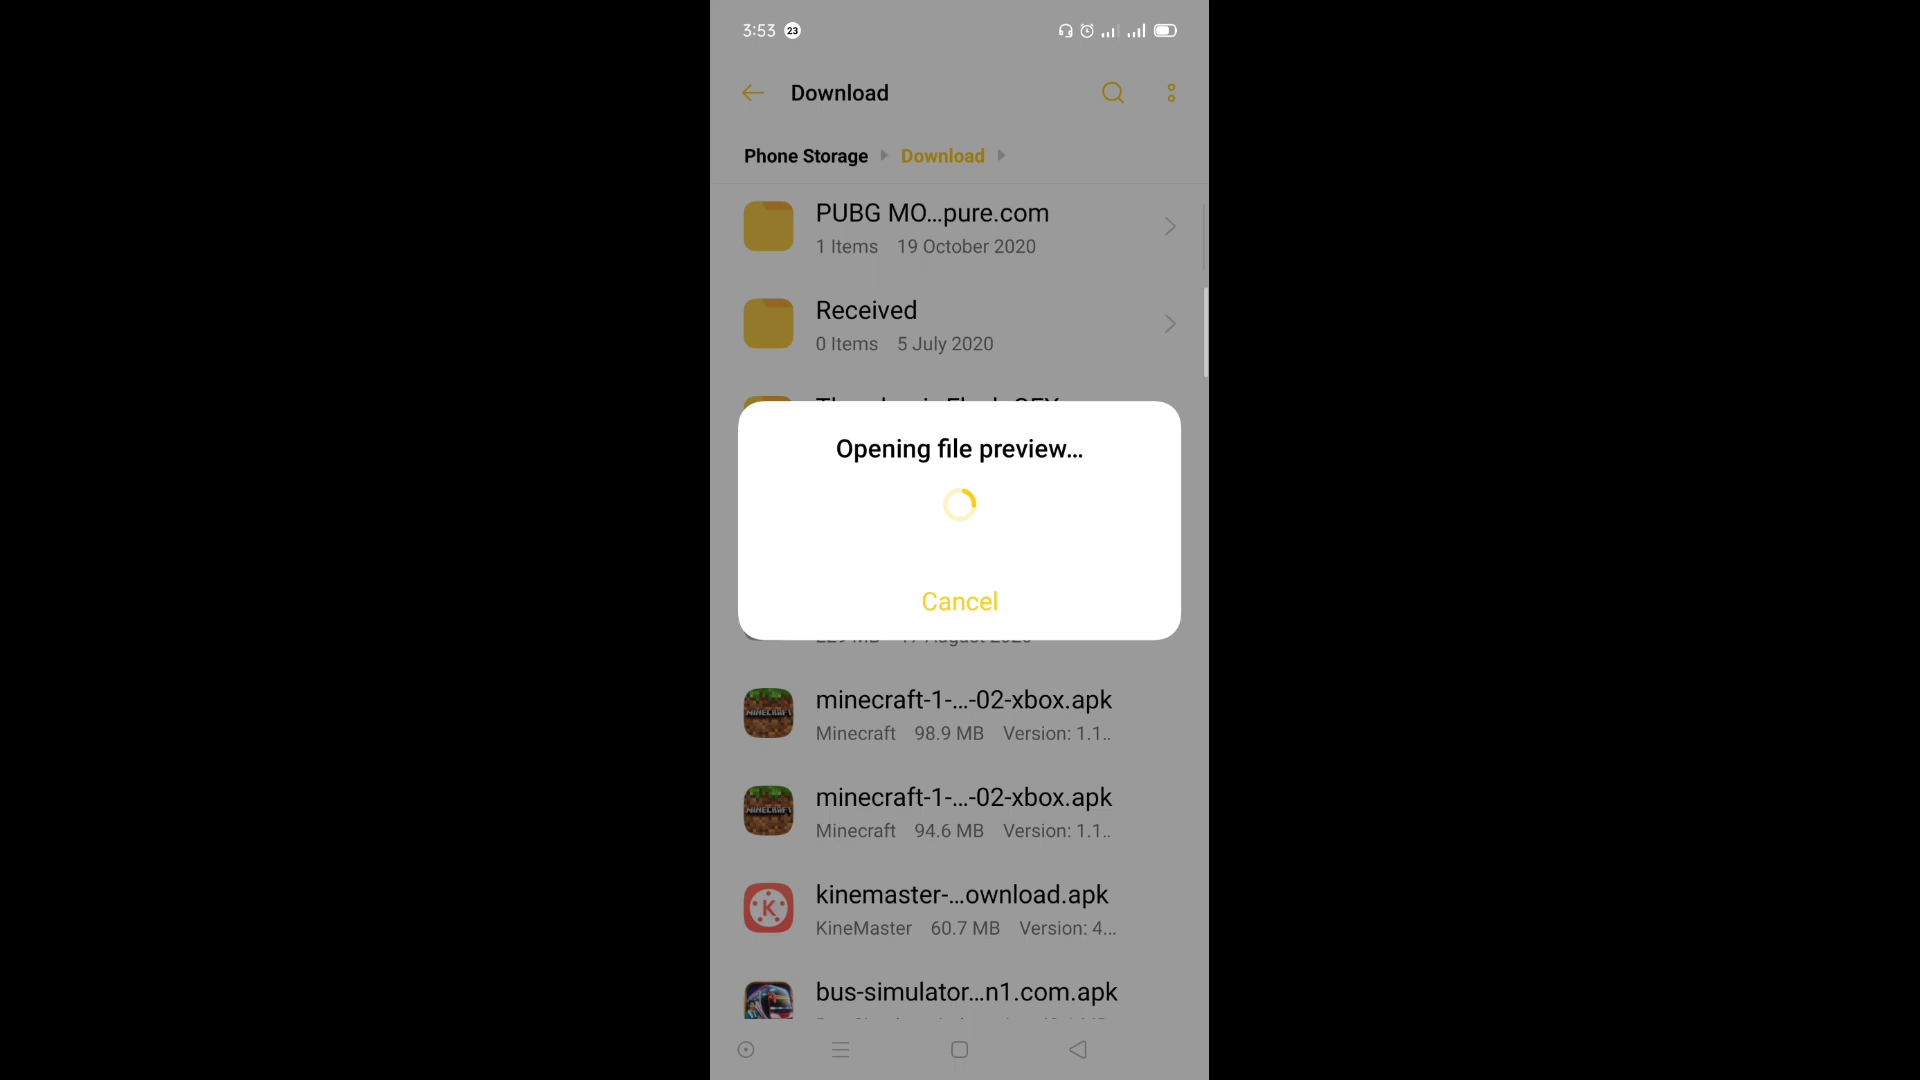 3:53 23
Download
Phone Storage Download
PUBG MO...pure.com
1 Items 19 October 2020
Received
0 Items 5 July 2020
Opening file preview...
Cancel
minecraft-1-...-02-xbox.apk
Minecraft 98.9 MB Version: 1.1..
minecraft-1-...-02-xbox.apk
Minecraft 94.6 MB Version: 1.1..
kinemaster-...ownload.apk
KineMaster 60.7 MB Version: 4...
bus-simulator...n1.com.apk